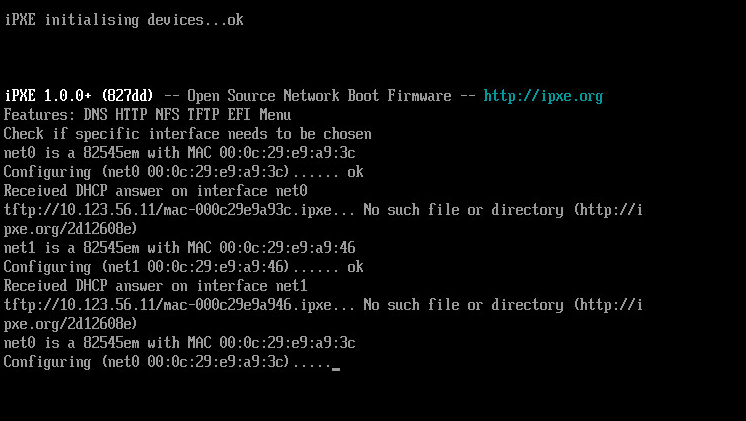 iPXE initialising devices...ok
iPXE 1.0.0+ (827dd) -- Open Source Network Boot Firmware -- http://ipxe.org
Features: DNS HTTP NFS TFTP EFI Menu
Check if specific interface needs to be chosen
net0 is a 82545em with MAC 00:0c:29:e9:a9:3c
Configuring (net0 00:0c:29:e9:a9:3c)...... ok
Received DHCP answer on interface net0
tftp://10.123.56.11/mac-000c29e9a93c.ipxe... No such file or directory (http://i
pxe.org/2d12608e)
net1 is a 82545em with MAC 00:0c:29:e9:a9:46
Configuring (net1 00:0c:29:e9:a9:46)...... ok
Received DHCP answer on interface net1
tftp://10.123.56.11/mac-000c29e9a946.ipxe... No such file or directory (http://i
pxe.org/2d12608e)
net0 is a 82545em with MAC 00:0c:29:e9:a9:3c
Configuring (net0 00:0c:29:e9:a9:3c)....._